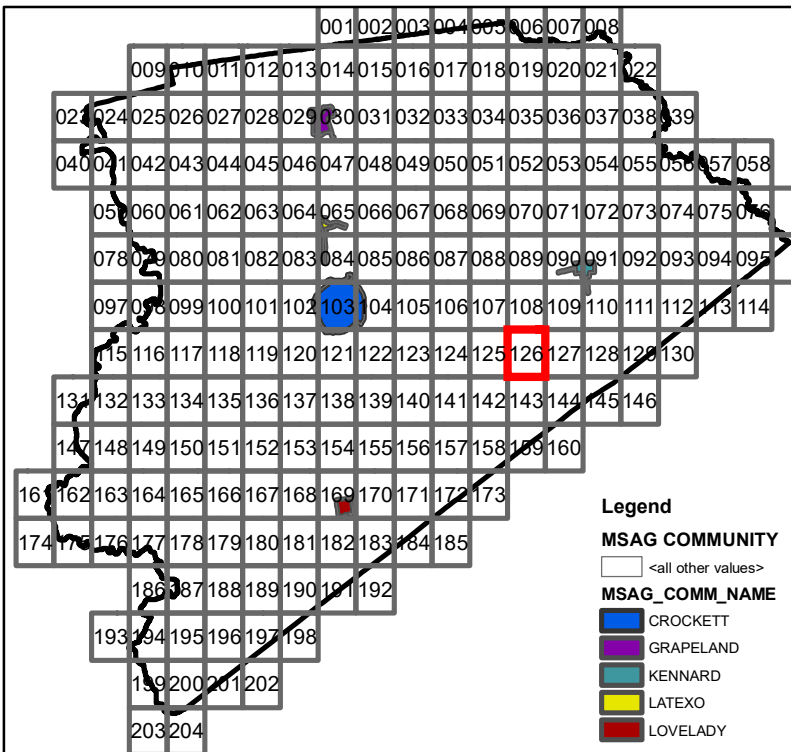 001 002 003 004 005 006 007 008
009 010 011 012 013 014 015 016 017 018 019 020 021 022
023 024 025 026 027 028 029 030 031 032 033 034 035 036 037 038 039
040 041 042 043 044 045 046 047 048 049 050 051 052 053 054 055 056 057 058
059 060 061 062 063 064 065 066 067 068 069 070 071 072 073 074 075 076
078 079 080 081 082 083 084 085 086 087 088 089 090 091 092 093 094 095
097 098 099 100 101 102 103 104 105 106 107 108 109 110 111 112 113 114
115 116 117 118 119 120 121 122 123 124 125 126 127 128 129 130
131 132 133 134 135 136 137 138 139 140 141 142 143 144 145 146
147 148 149 150 151 152 153 154 155 156 157 158 159 160
161 162 163 164 165 166 167 168 169 170 171 172 173
174 175 176 177 178 179 180 181 182 183 184 185
186 187 188 189 190 191 192
193 194 195 196 197 198
199 200 201 202
203 204
Legend
MSAG COMMUNITY
<all other values>
MSAG_COMM_NAME
CROCKETT
GRAPELAND
KENNARD
LATEXO
LOVELADY